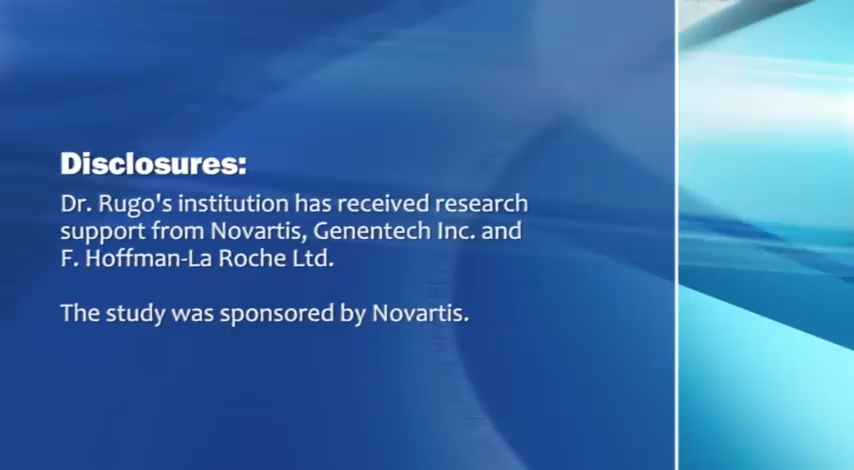 Disclosures:
Dr. Rugo's institution has received research
support from Novartis, Genentech Inc. and
F. Hoffman-La Roche Ltd.
The study was sponsored by Novartis.